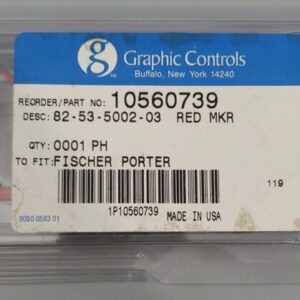 g
Graphic Controls
Buffalo, New York 14240
REORDER/PART NO: 10560739
DESC: 82-53-5002-03 RED MKR
QTY: 0001 PH
TO FIT: FISCHER PORTER
119
1P10560739
MADE IN USA
9050 0583 01